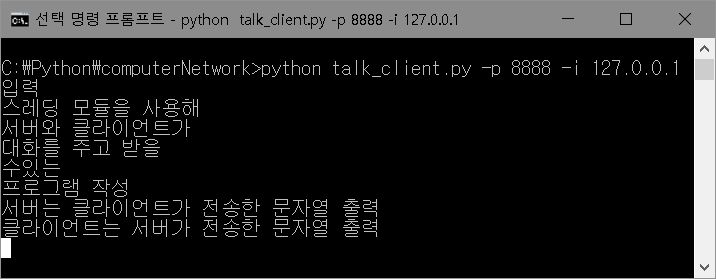 선택 명령 프롬프트 - python  talk_client.py -p 8888 -i 127.0.0.1
C:₩Python₩computerNetwork>python talk_client.py -p 8888 -i 127.0.0.1
입력
스레딩 모듈을 사용해
서버와 클라이언트가
대화를 주고 받을
수있는
프로그램 작성
서버는 클라이언트가 전송한 문자열 출력
클라이언트는 서버가 전송한 문자열 출력